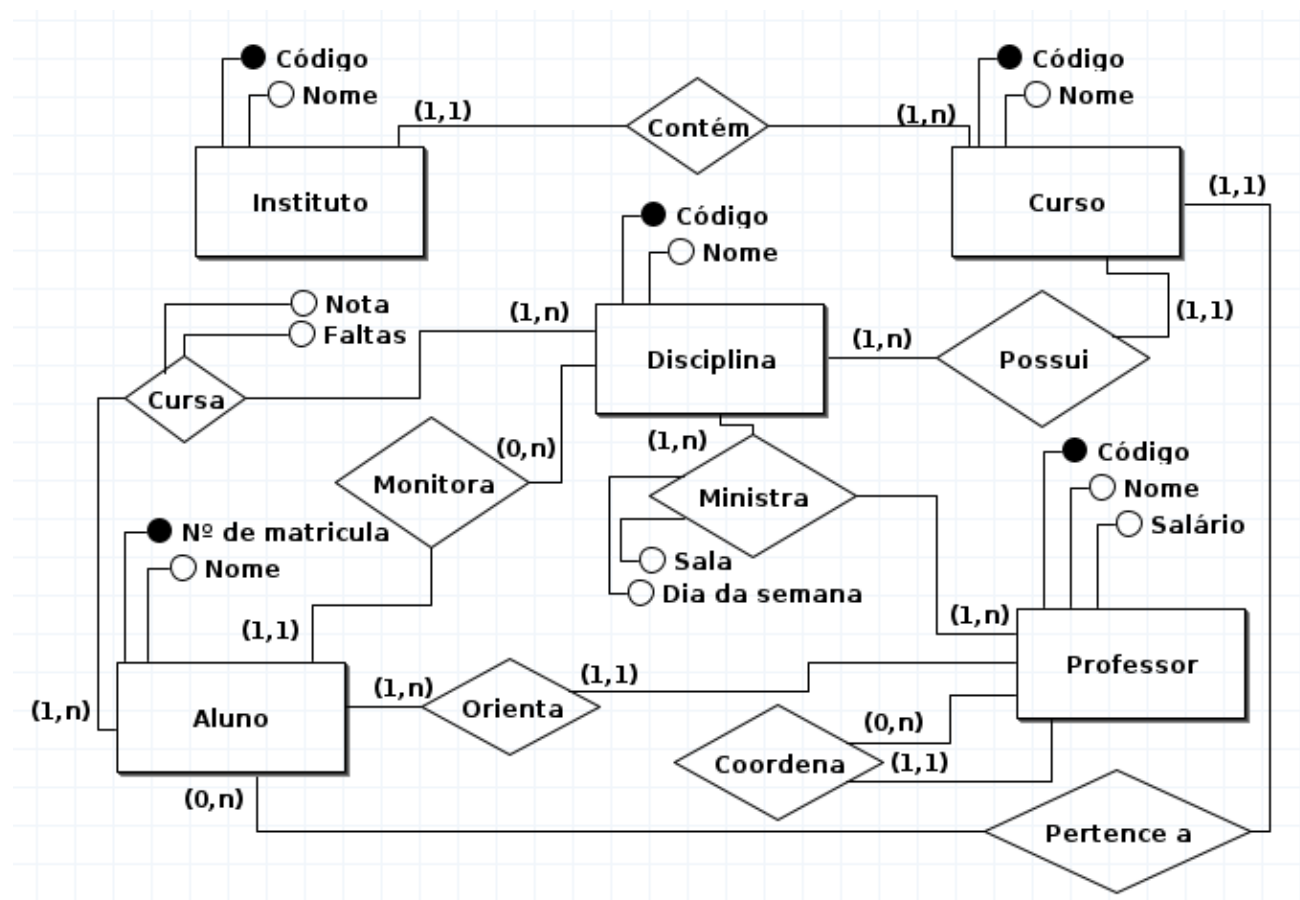 Código
Nome
(1,1)
Contém
(1,n)
Código
Nome
Instituto
Curso
(1,1)
Código
Nome
Nota
Faltas
(1,n)
Disciplina
(1,n)
Possui
(1,1)
Cursa
Monitora
(0,n)
(1,n)
Ministra
Código
Nome
Salário
Nº de matricula
Nome
Sala
Dia da semana
(1,1)
(1,n)
Professor
(1,n)
Aluno
(1,n)
Orienta
(1,1)
(0,n)
Coordena
(1,1)
(0,n)
Pertence a